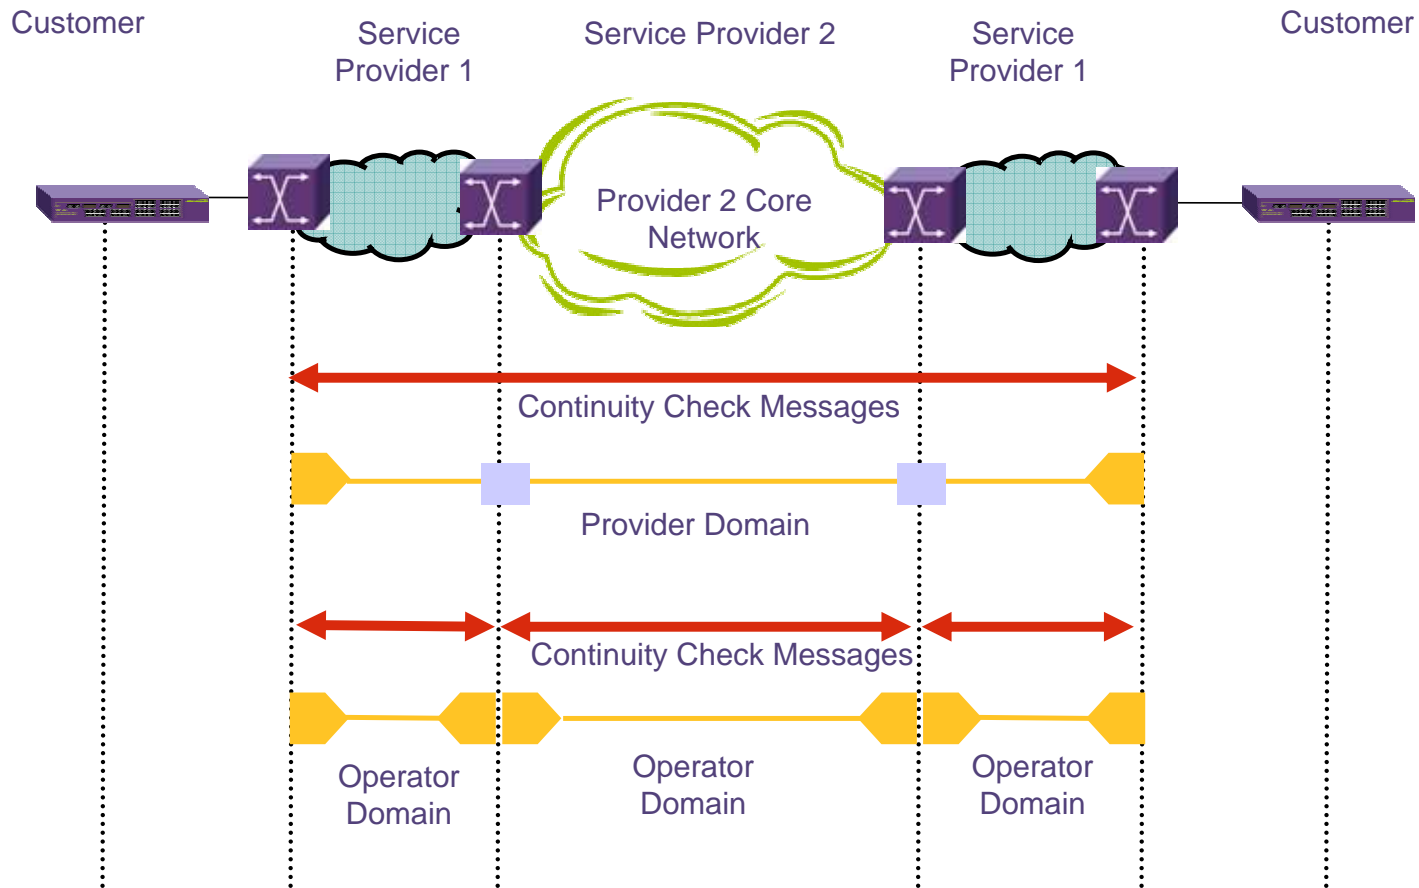 Customer
Service
Provider 1
Service Provider 2
Service
Provider 1
Customer
Provider 2 Core
Network
Continuity Check Messages
Provider Domain
Continuity Check Messages
Operator
Domain
Operator
Domain
Operator
Domain